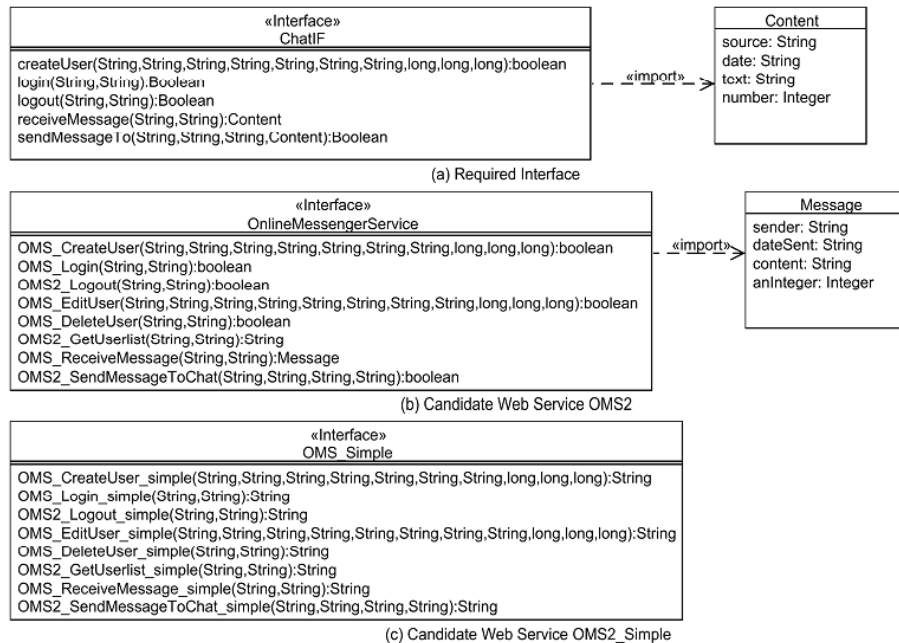 «Interface»
ChatIF
createUser(String,String,String,String,String,String,String,long,long,long):boolean
login(String,String):Boolean
logout(String,String):Boolean
receiveMessage(String,String):Content
sendMessageTo(String,String,String,Content):Boolean
«import»
Content
source: String
date: String
text: String
number: Integer
(a) Required Interface
«Interface»
OnlineMessengerService
OMS_CreateUser(String,String,String,String,String,String,String,long,long,long):boolean
OMS_Login(String,String):boolean
OMS2_Logout(String,String):boolean
OMS_EditUser(String,String,String,String,String,String,String,String,long,long,long):boolean
OMS_DeleteUser(String,String):boolean
OMS2_GetUserlist(String,String):String
OMS_ReceiveMessage(String,String):Message
OMS2_SendMessageToChat(String,String,String,String):boolean
«import»
Message
sender: String
dateSent: String
content: String
anInteger: Integer
(b) Candidate Web Service OMS2
«Interface»
OMS_Simple
OMS_CreateUser_simple(String,String,String,String,String,String,String,long,long,long):String
OMS_Login_simple(String,String):String
OMS2_Logout_simple(String,String):String
OMS_EditUser_simple(String,String,String,String,String,String,String,String,long,long,long):String
OMS_DeleteUser_simple(String,String):String
OMS2_GetUserlist_simple(String,String):String
OMS_ReceiveMessage_simple(String,String):String
OMS2_SendMessageToChat_simple(String,String,String,String):String
(c) Candidate Web Service OMS2_Simple